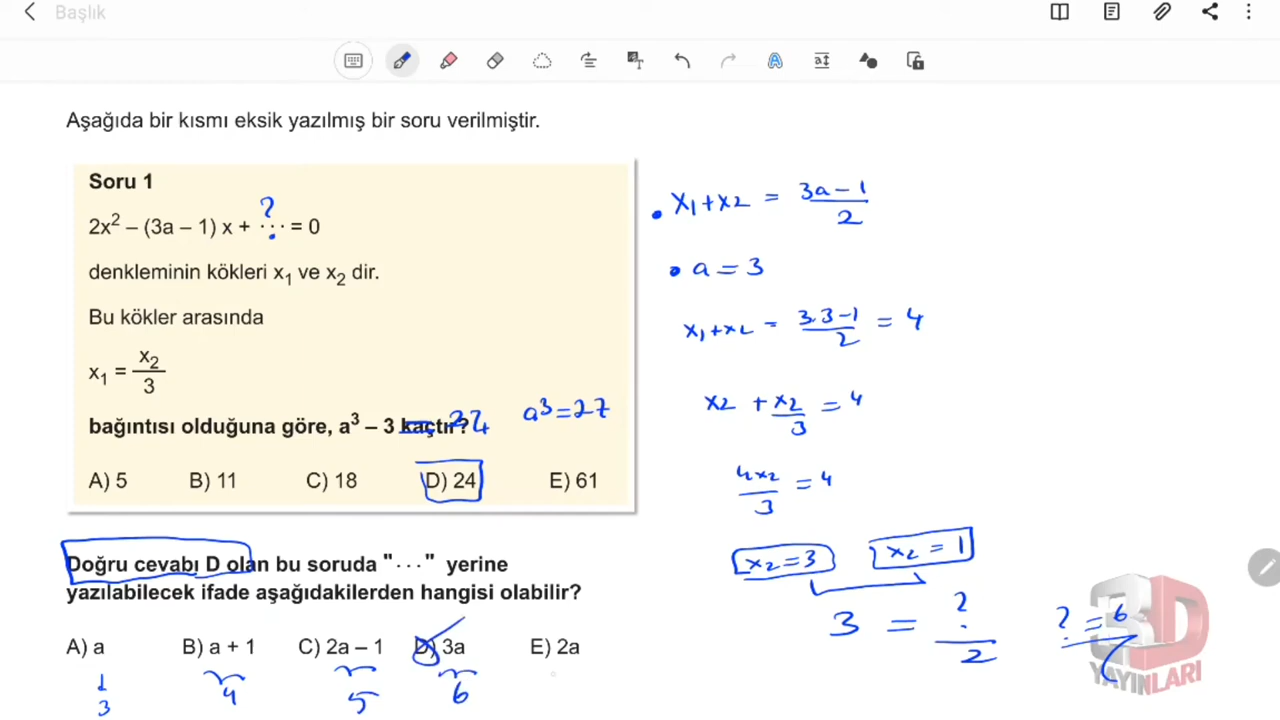 Başlık
Aşağıda bir kısmı eksik yazılmış bir soru verilmiştir.
Soru 1
?
2x² – (3a – 1) x + ··· = 0
denkleminin kökleri x₁ ve x₂ dir.
Bu kökler arasında
x₁ = x₂/3
bağıntısı olduğuna göre, a³ – 3 kaçtır? = 24 a³ = 27
A) 5 B) 11 C) 18 D) 24 E) 61
Doğru cevabı D olan bu soruda "···" yerine
yazılabilecek ifade aşağıdakilerden hangisi olabilir?
A) a B) a + 1 C) 2a – 1 D) 3a E) 2a
3 4 5 6
• x₁ + x₂ = (3a – 1)/2
• a = 3
x₁ + x₂ = (3.3 – 1)/2 = 4
x₂ + x₂/3 = 4
4x₂/3 = 4
x₂ = 3 x₂ = 1
3 = ?/2 ? = 6
3D
YAYINLARI